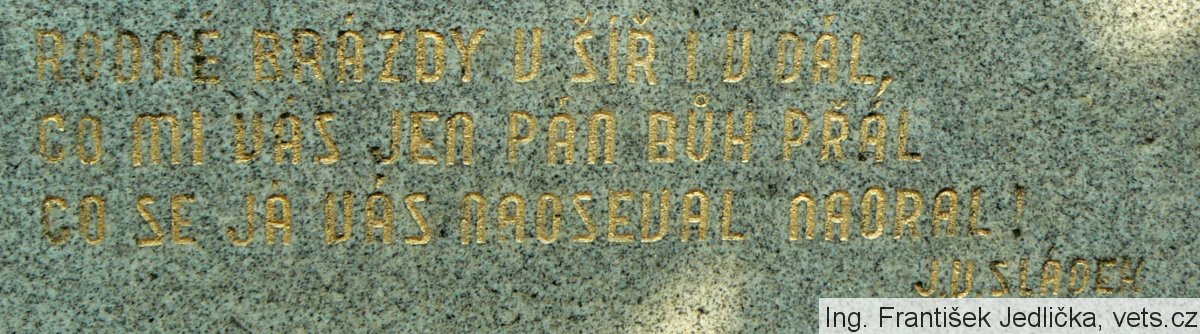 RODNÉ BRÁZDY V ŠÍŘ I V DÁL,
CO MI VÁS JEN PÁN BŮH PŘÁL
CO SE JÁ VÁS NAOSEVAL NAORAL!
J.V.SLÁDEK
Ing. František Jedlička, vets.cz